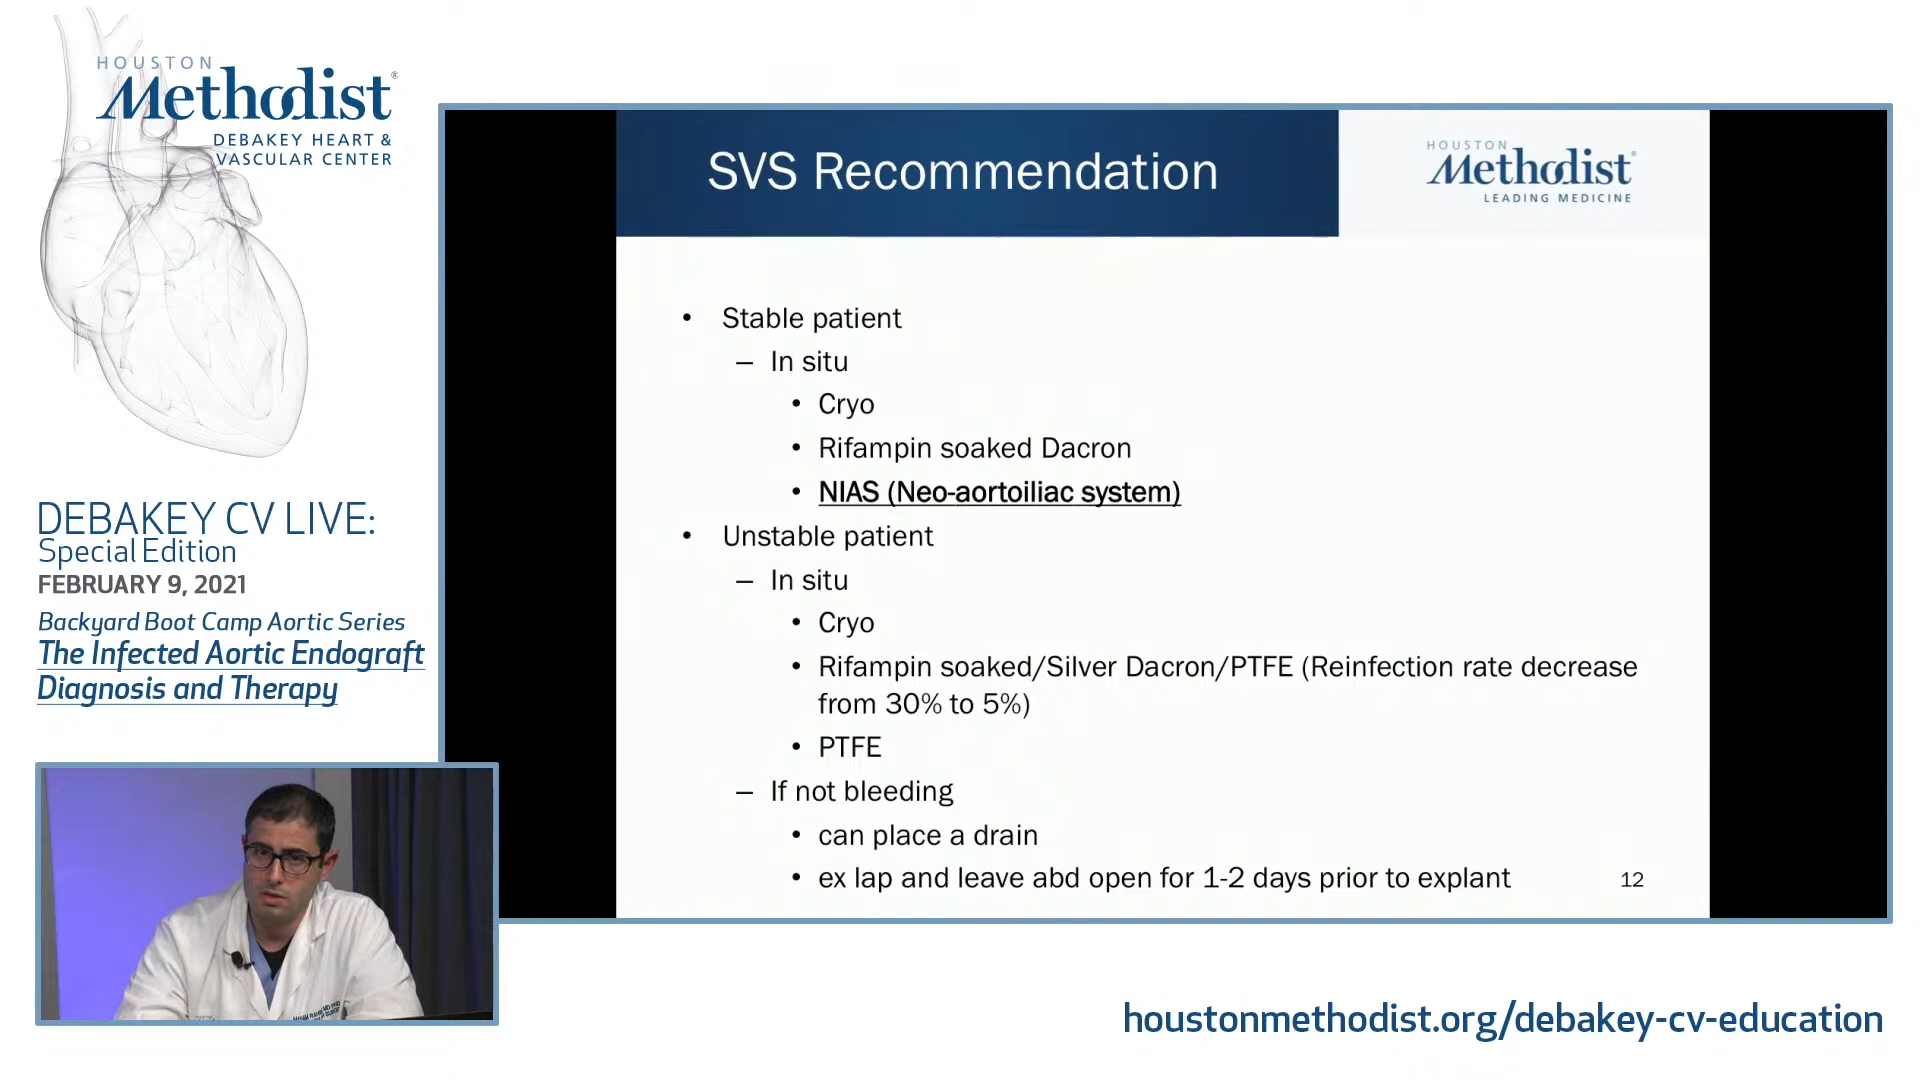 HOUSTON
Methodist®
DEBAKEY HEART &
VASCULAR CENTER
DEBAKEY CV LIVE:
Special Edition
FEBRUARY 9, 2021
Backyard Boot Camp Aortic Series
The Infected Aortic Endograft
Diagnosis and Therapy
SVS Recommendation
HOUSTON
Methodist®
LEADING MEDICINE
• Stable patient
– In situ
• Cryo
• Rifampin soaked Dacron
• NIAS (Neo-aortoiliac system)
• Unstable patient
– In situ
• Cryo
• Rifampin soaked/Silver Dacron/PTFE (Reinfection rate decrease
from 30% to 5%)
• PTFE
– If not bleeding
• can place a drain
• ex lap and leave abd open for 1-2 days prior to explant
12
houstonmethodist.org/debakey-cv-education